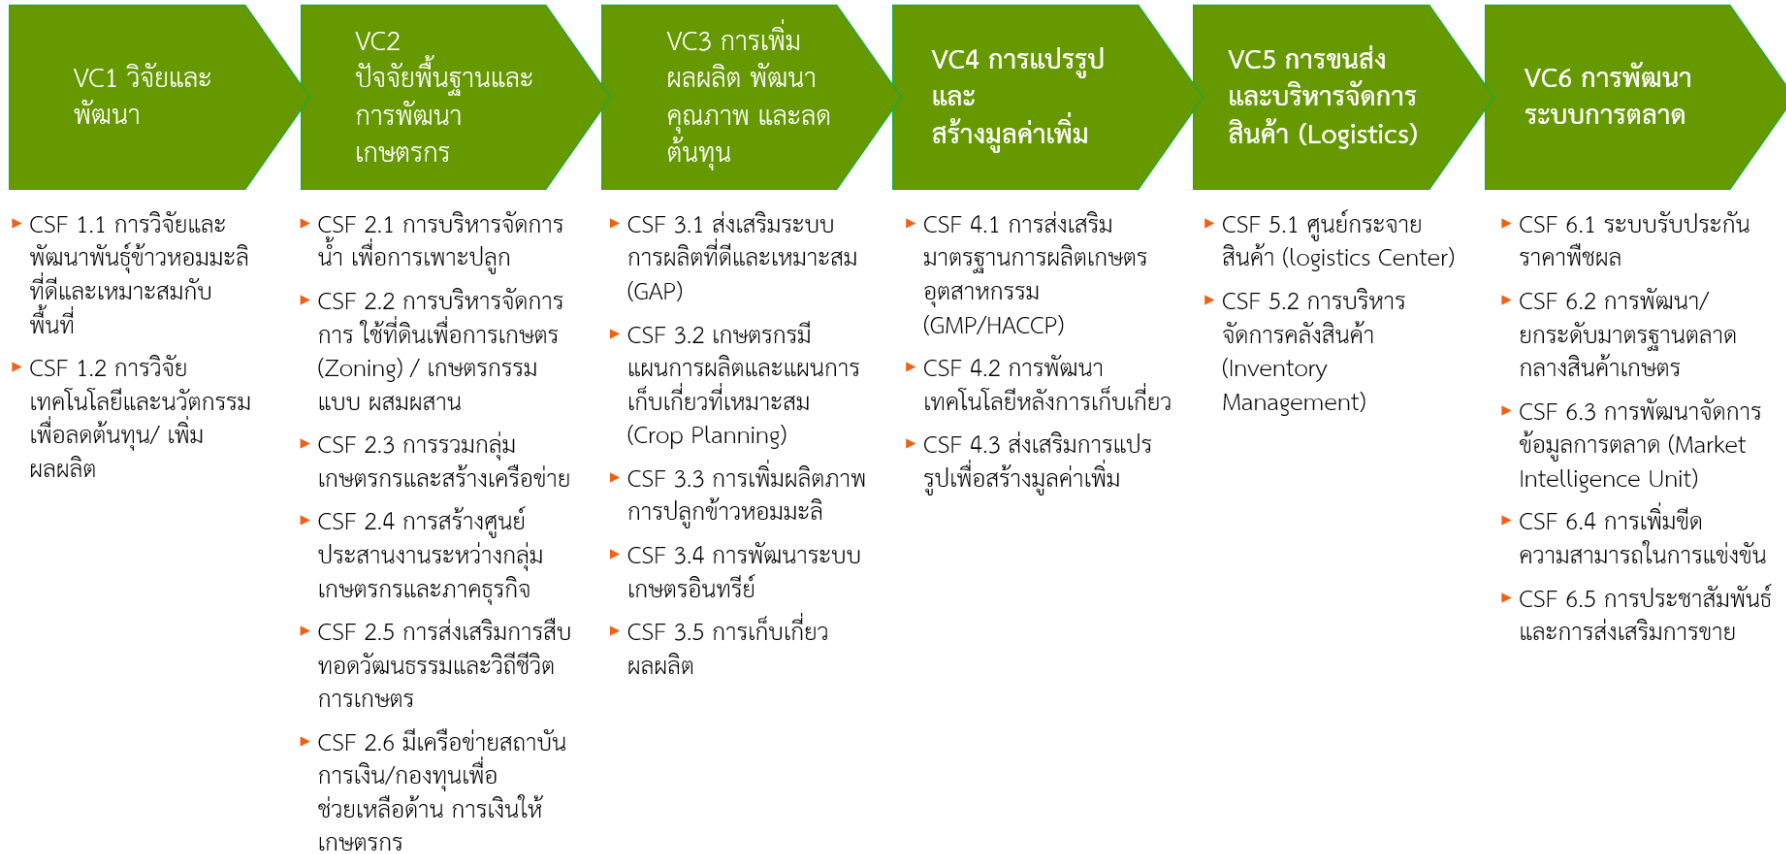 VC1 วิจัยและ
พัฒนา
VC2
ปัจจัยพื้นฐานและ
การพัฒนา
เกษตรกร
VC3 การเพิ่ม
ผลผลิต พัฒนา
คุณภาพ และลด
ต้นทุน
VC4 การแปรรูป
และ
สร้างมูลค่าเพิ่ม
VC5 การขนส่ง
และบริหารจัดการ
สินค้า (Logistics)
VC6 การพัฒนา
ระบบการตลาด
► CSF 1.1 การวิจัยและ
พัฒนาพันธุ์ข้าวหอมมะลิ
ที่ดีและเหมาะสมกับ
พื้นที่
► CSF 1.2 การวิจัย
เทคโนโลยีและนวัตกรรม
เพื่อลดต้นทุน/ เพิ่ม
ผลผลิต
► CSF 2.1 การบริหารจัดการ
น้ำ เพื่อการเพาะปลูก
► CSF 2.2 การบริหารจัดการ
การ ใช้ที่ดินเพื่อการเกษตร
(Zoning) / เกษตรกรรม
แบบ ผสมผสาน
► CSF 2.3 การรวมกลุ่ม
เกษตรกรและสร้างเครือข่าย
► CSF 2.4 การสร้างศูนย์
ประสานงานระหว่างกลุ่ม
เกษตรกรและภาคธุรกิจ
► CSF 2.5 การส่งเสริมการสืบ
ทอดวัฒนธรรมและวิถีชีวิต
การเกษตร
► CSF 2.6 มีเครือข่ายสถาบัน
การเงิน/กองทุนเพื่อ
ช่วยเหลือด้าน การเงินให้
เกษตรกร
► CSF 3.1 ส่งเสริมระบบ
การผลิตที่ดีและเหมาะสม
(GAP)
► CSF 3.2 เกษตรกรมี
แผนการผลิตและแผนการ
เก็บเกี่ยวที่เหมาะสม
(Crop Planning)
► CSF 3.3 การเพิ่มผลิตภาพ
การปลูกข้าวหอมมะลิ
► CSF 3.4 การพัฒนาระบบ
เกษตรอินทรีย์
► CSF 3.5 การเก็บเกี่ยว
ผลผลิต
► CSF 4.1 การส่งเสริม
มาตรฐานการผลิตเกษตร
อุตสาหกรรม
(GMP/HACCP)
► CSF 4.2 การพัฒนา
เทคโนโลยีหลังการเก็บเกี่ยว
► CSF 4.3 ส่งเสริมการแปร
รูปเพื่อสร้างมูลค่าเพิ่ม
► CSF 5.1 ศูนย์กระจาย
สินค้า (logistics Center)
► CSF 5.2 การบริหาร
จัดการคลังสินค้า
(Inventory
Management)
► CSF 6.1 ระบบรับประกัน
ราคาพืชผล
► CSF 6.2 การพัฒนา/
ยกระดับมาตรฐานตลาด
กลางสินค้าเกษตร
► CSF 6.3 การพัฒนาจัดการ
ข้อมูลการตลาด (Market
Intelligence Unit)
► CSF 6.4 การเพิ่มขีด
ความสามารถในการแข่งขัน
► CSF 6.5 การประชาสัมพันธ์
และการส่งเสริมการขาย